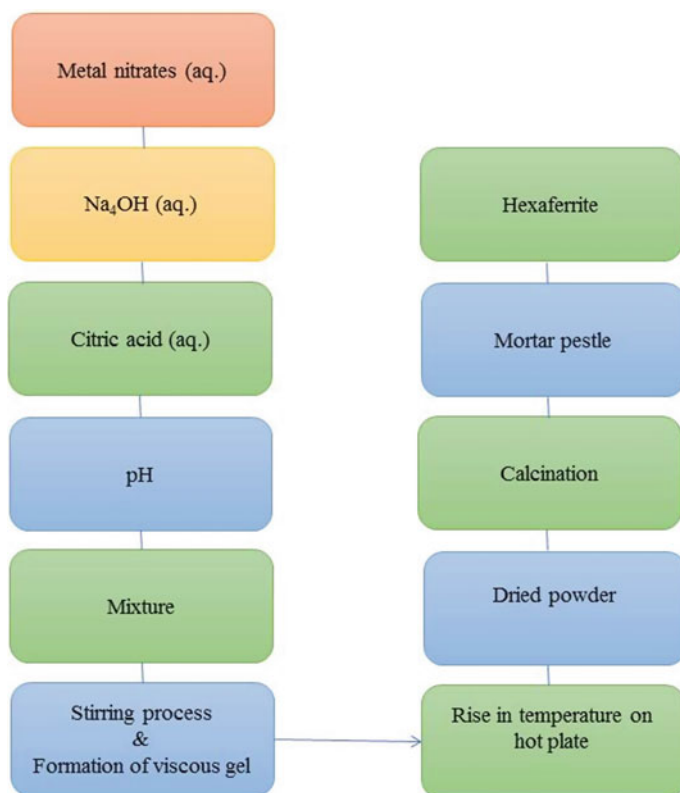 Metal nitrates (aq.)
Na₄OH (aq.)
Citric acid (aq.)
pH
Mixture
Stirring process
&
Formation of viscous gel
Rise in temperature on
hot plate
Dried powder
Calcination
Mortar pestle
Hexaferrite